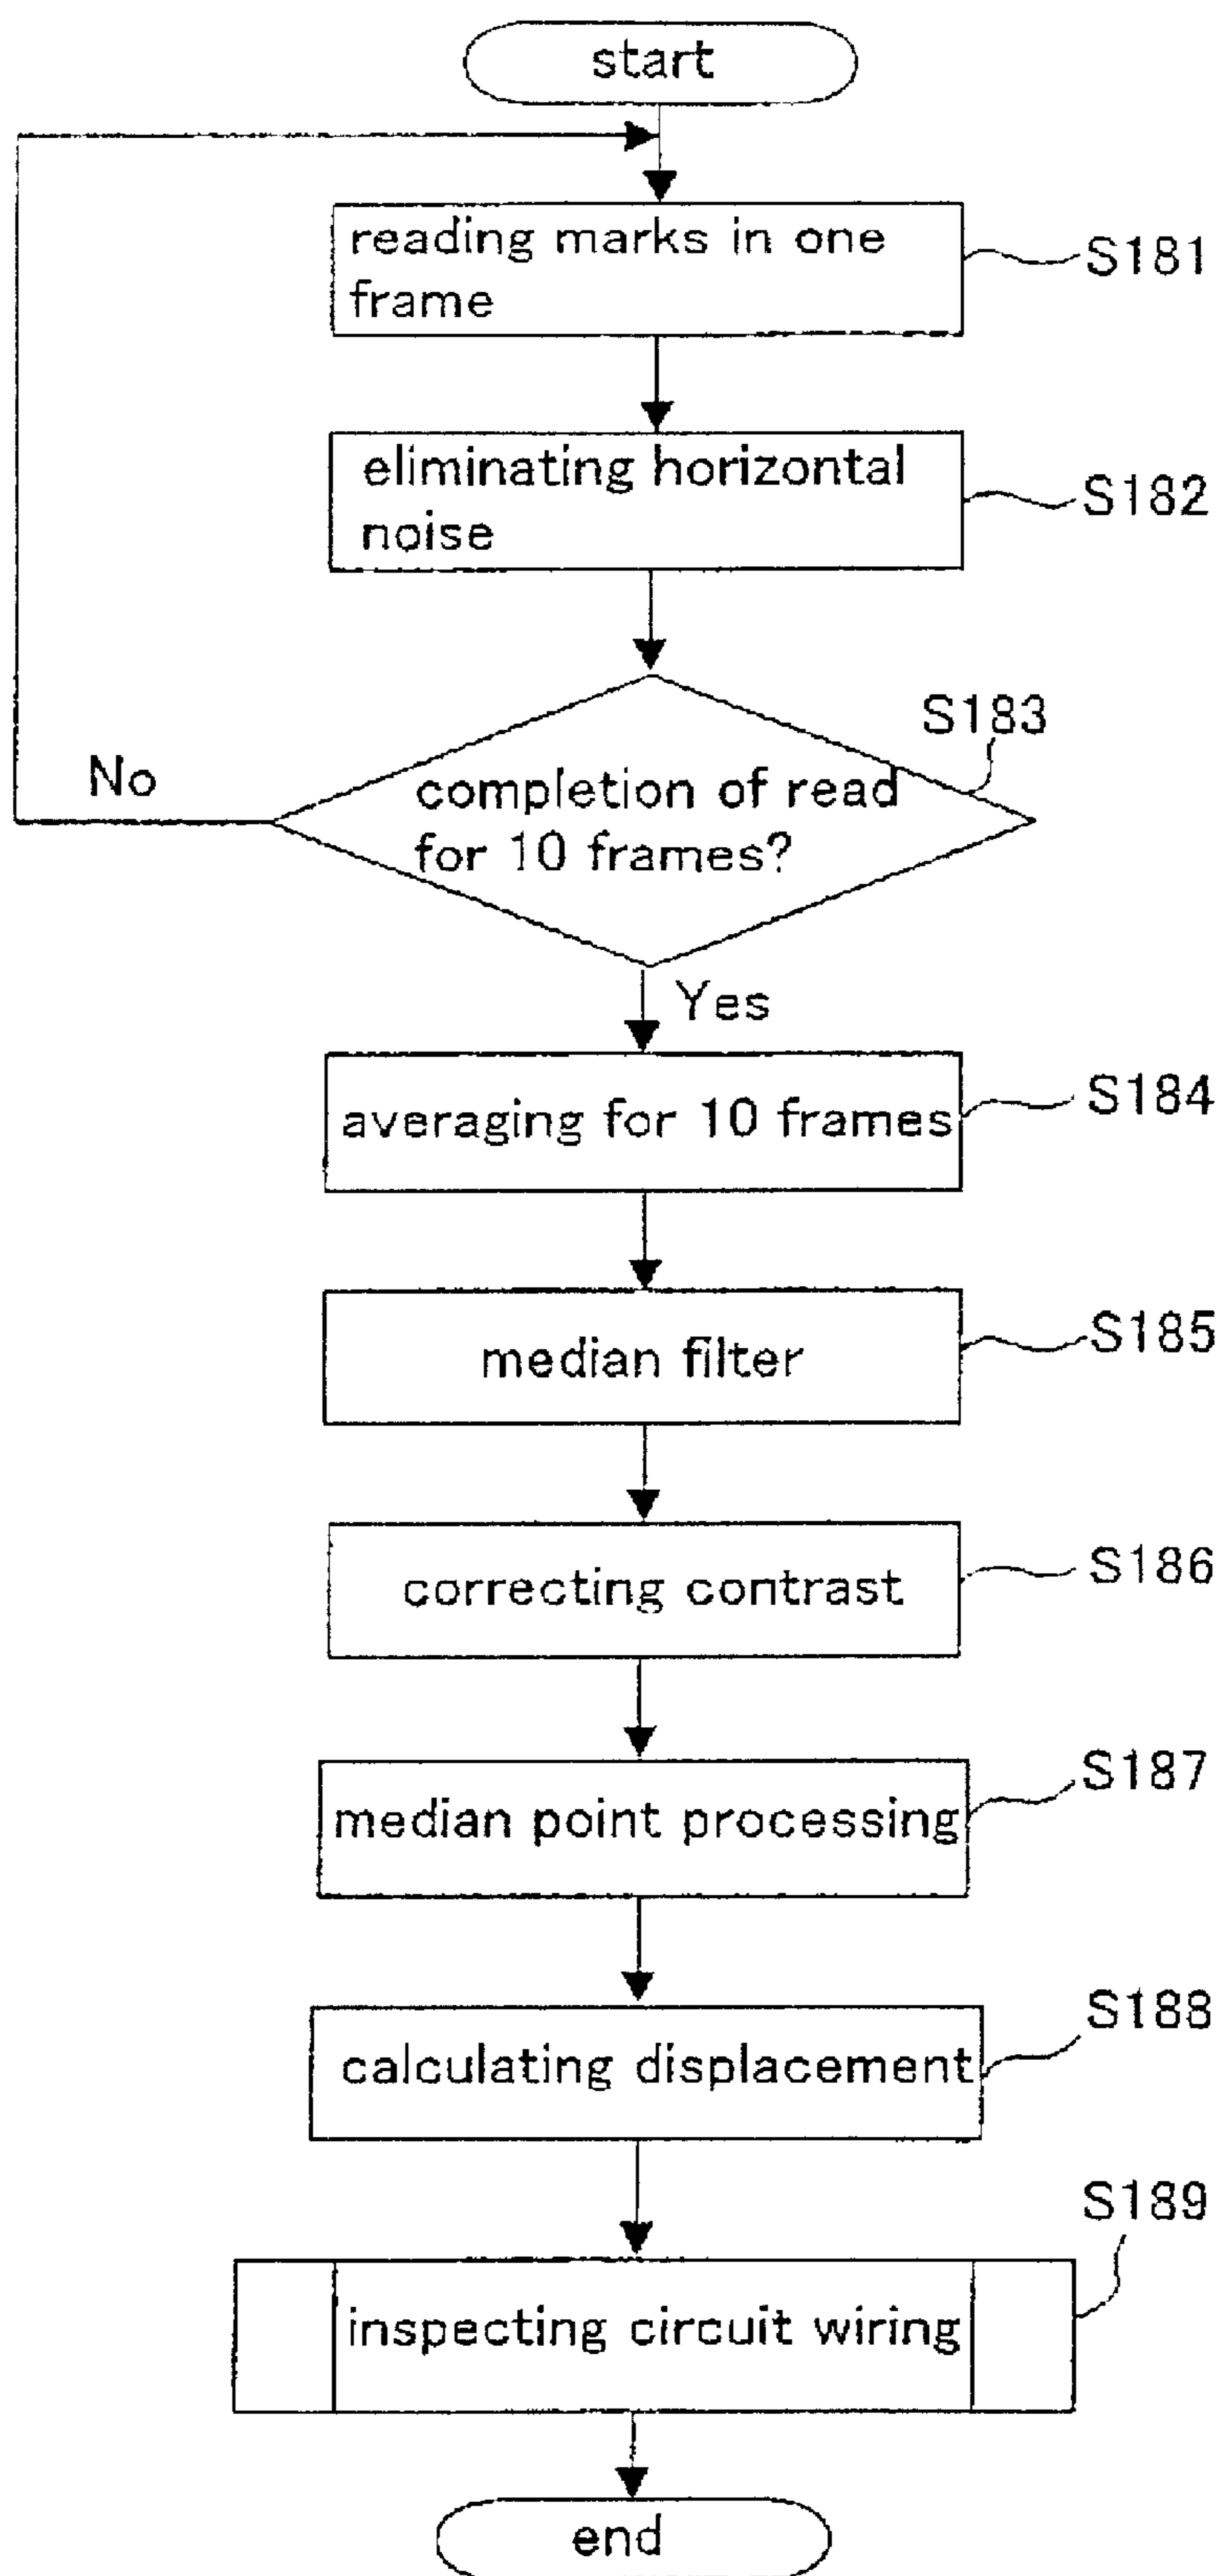 start
reading marks in one
frame
S181
eliminating horizontal
noise
S182
S183
No
completion of read
for 10 frames?
Yes
averaging for 10 frames
S184
median filter
S185
correcting contrast
S186
median point processing
S187
calculating displacement
S188
S189
inspecting circuit wiring
end